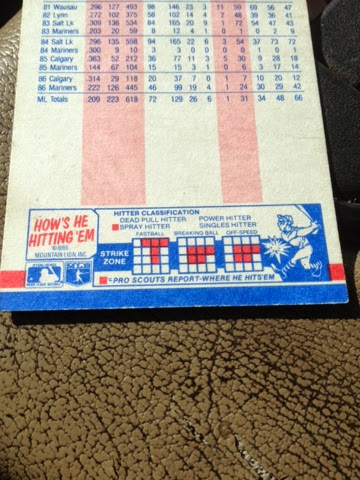 81 Wausau 296 127 493 98 146 23 3 11 59 69 56 47
82 Lynn 102 375 58 102 14 4 2 48 39 36 41
83 Salt Lk 309 136 534 84 165 20 9 1 72 54 47 43
83 Mariners 203 20 59 8 12 4 1 0 1 0 2 9
84 Salt Lk 296 135 558 94 165 22 6 3 54 37 73 72
84 Mariners 300 9 10 3 3 0 0 0 1 0 1
85 Calgary 363 52 212 35 77 12 1 5 30 9 28 18
85 Mariners 144 67 104 15 15 3 1 0 6 3 17 14
86 Calgary 314 29 118 20 37 7 0 1 7 10 20 12
86 Mariners 222 126 445 46 99 19 4 1 24 30 29 42
ML Totals 209 223 618 72 129 26 6 1 31 34 48 66
HITTER CLASSIFICATION
DEAD PULL HITTER POWER HITTER
SPRAY HITTER SINGLES HITTER
FASTBALL BREAKING BALL OFF-SPEED
HOW'S HE
HITTING 'EM
©1986
MOUNTAIN LION, INC.
STRIKE
ZONE
=PRO SCOUTS REPORT-WHERE HE HITS'EM